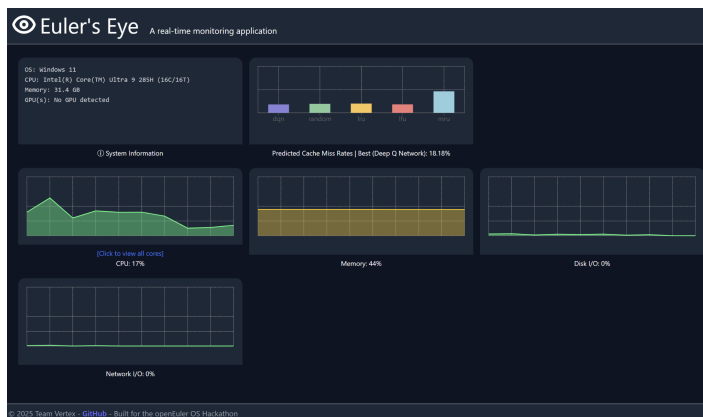 Euler's Eye A real-time monitoring application
OS: Windows 11
CPU: Intel(R) Core(TM) Ultra 9 285H (16C/16T)
Memory: 31.4 GB
GPU(s): No GPU detected
ⓘ System Information
dqn random lru lfu mru
Predicted Cache Miss Rates | Best (Deep Q Network): 18.18%
[Click to view all cores]
CPU: 17%
Memory: 44%
Disk I/O: 0%
Network I/O: 0%
© 2025 Team Vertex - GitHub - Built for the openEuler OS Hackathon